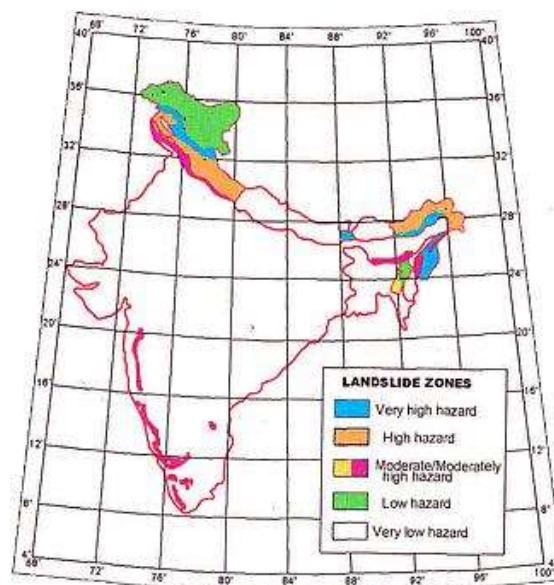 68° 72° 76° 80° 84° 88° 92° 96° 100°
40° 40°
36° 36°
32° 32°
28° 28°
24° 24°
20° 20°
16° 16°
12° 12°
8° 8°
4° 4°
LANDSLIDE ZONES
Very high hazard
High hazard
Moderate/Moderately
high hazard
Low hazard
Very low hazard
68° 72° 76° 80° 84° 88° 92° 96° 100°